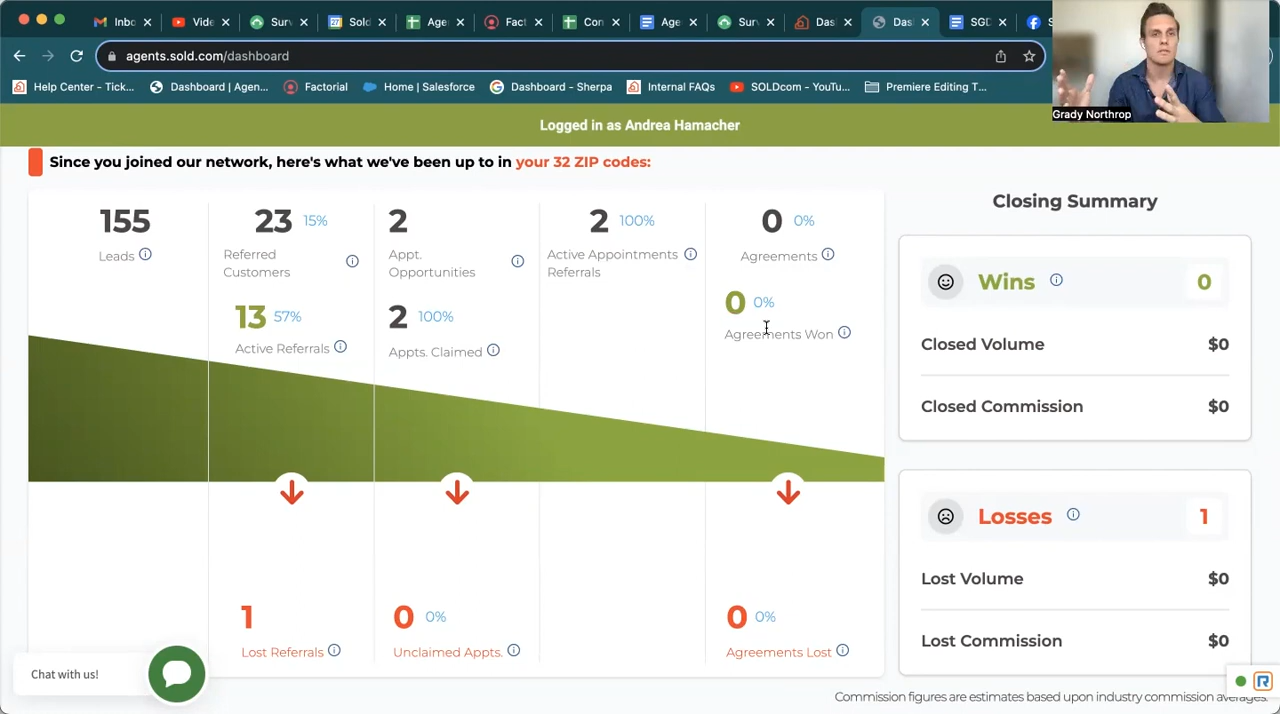 Inbo
Vide
Surv
Sold
Age
Fact
Con
Age
Surv
Das
Das
SGD
agents.sold.com/dashboard
Help Center - Tick...
Dashboard | Agen...
Factorial
Home | Salesforce
Dashboard - Sherpa
Internal FAQs
SOLDcom - YouTu...
Premiere Editing T...
Grady Northrop
Logged in as Andrea Hamacher
Since you joined our network, here's what we've been up to in your 32 ZIP codes:
155
Leads
23 15%
Referred
Customers
13 57%
Active Referrals
2
Appt.
Opportunities
2 100%
Appts. Claimed
2 100%
Active Appointments
Referrals
0 0%
Agreements
0 0%
Agreements Won
1
Lost Referrals
0 0%
Unclaimed Appts.
0 0%
Agreements Lost
Closing Summary
Wins 0
Closed Volume $0
Closed Commission $0
Losses 1
Lost Volume $0
Lost Commission $0
Chat with us!
Commission figures are estimates based upon industry commission averages.